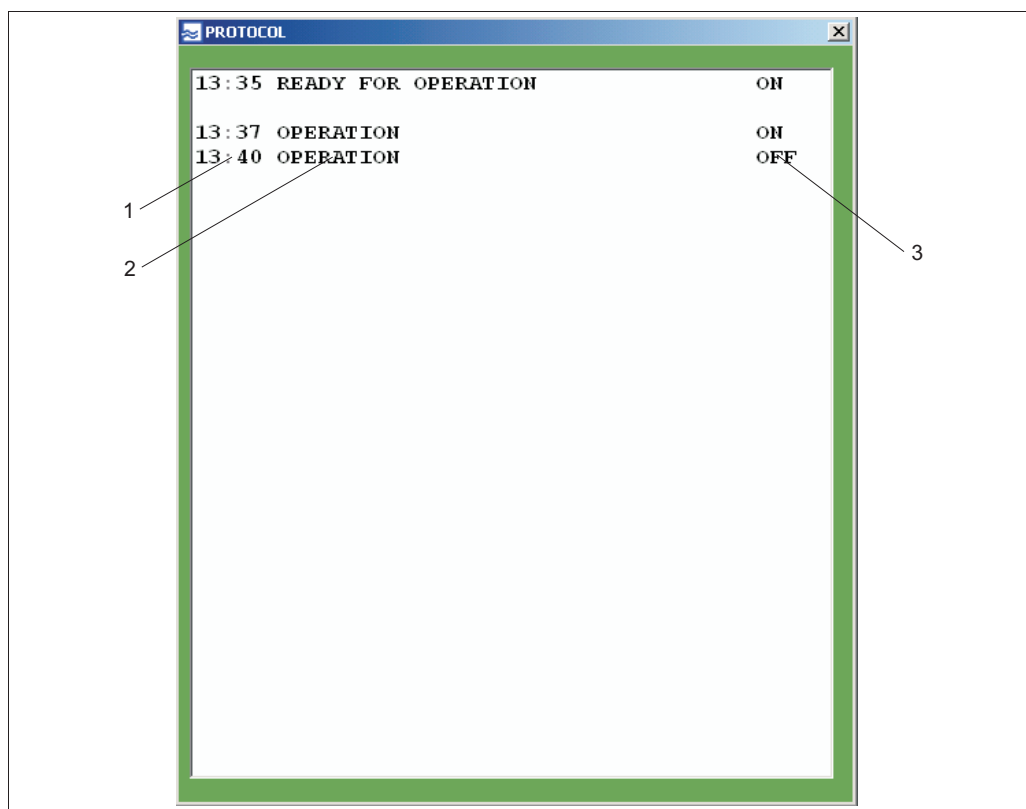 PROTOCOL
13:35 READY FOR OPERATION ON
13:37 OPERATION ON
13:40 OPERATION OFF
1
2
3